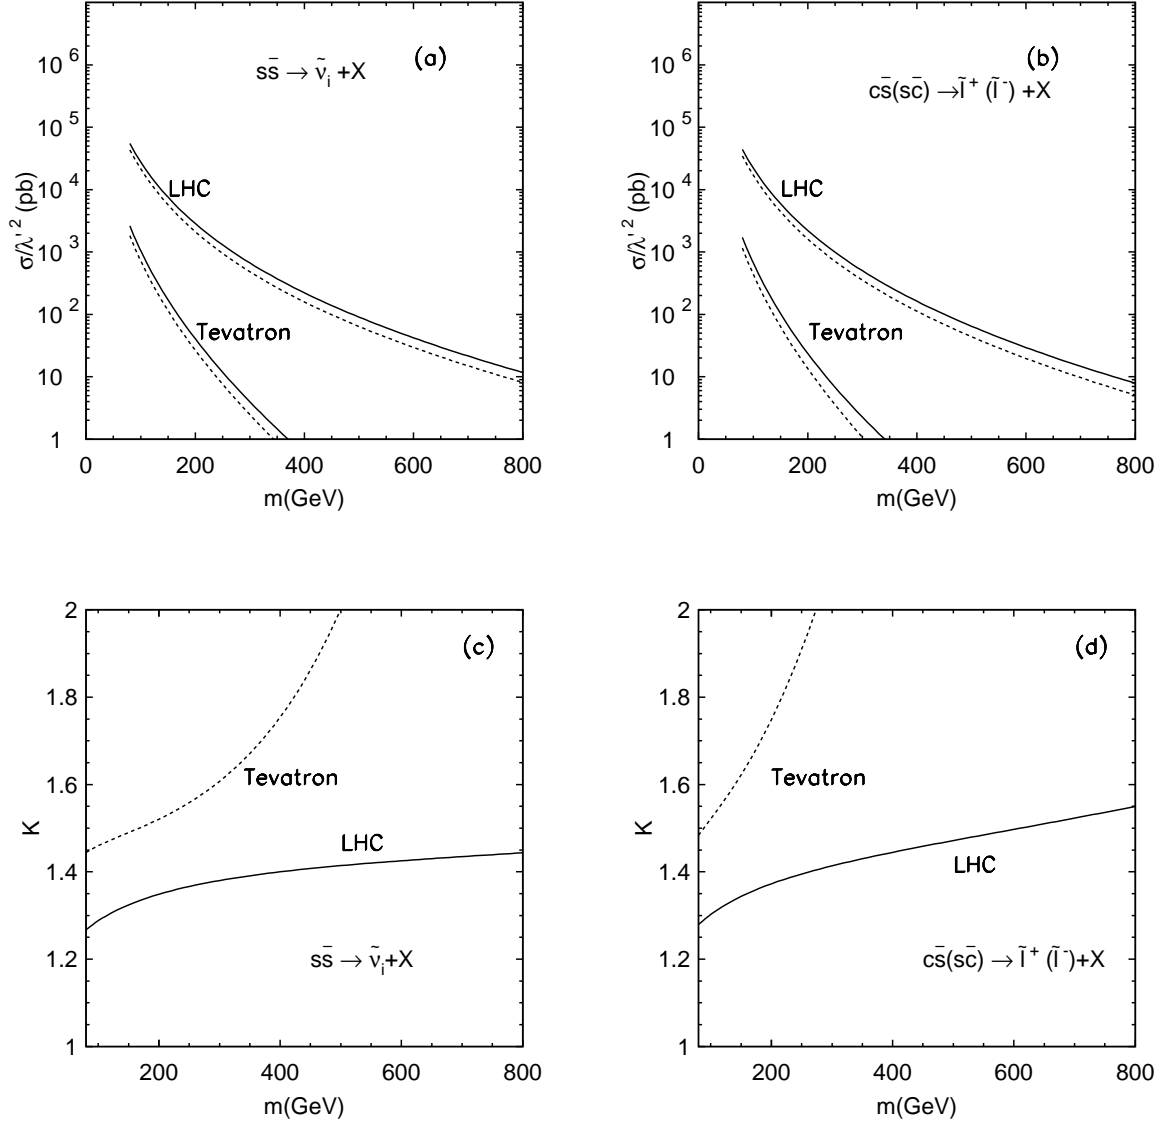 (a)
ss̄ → ν̃ᵢ +X
10⁶
10⁵
10⁴
10³
10²
10
1
σ/λ'² (pb)
LHC
Tevatron
0 200 400 600 800
m(GeV)
(b)
cs̄(sc̄) → l̃⁺ (l̃⁻) +X
10⁶
10⁵
10⁴
10³
10²
10
1
σ/λ'² (pb)
LHC
Tevatron
0 200 400 600 800
m(GeV)
(c)
2
1.8
1.6
1.4
1.2
1
K
Tevatron
LHC
ss̄ → ν̃ᵢ+X
200 400 600 800
m(GeV)
(d)
2
1.8
1.6
1.4
1.2
1
K
Tevatron
LHC
cs̄(sc̄) → l̃⁺ (l̃⁻)+X
200 400 600 800
m(GeV)